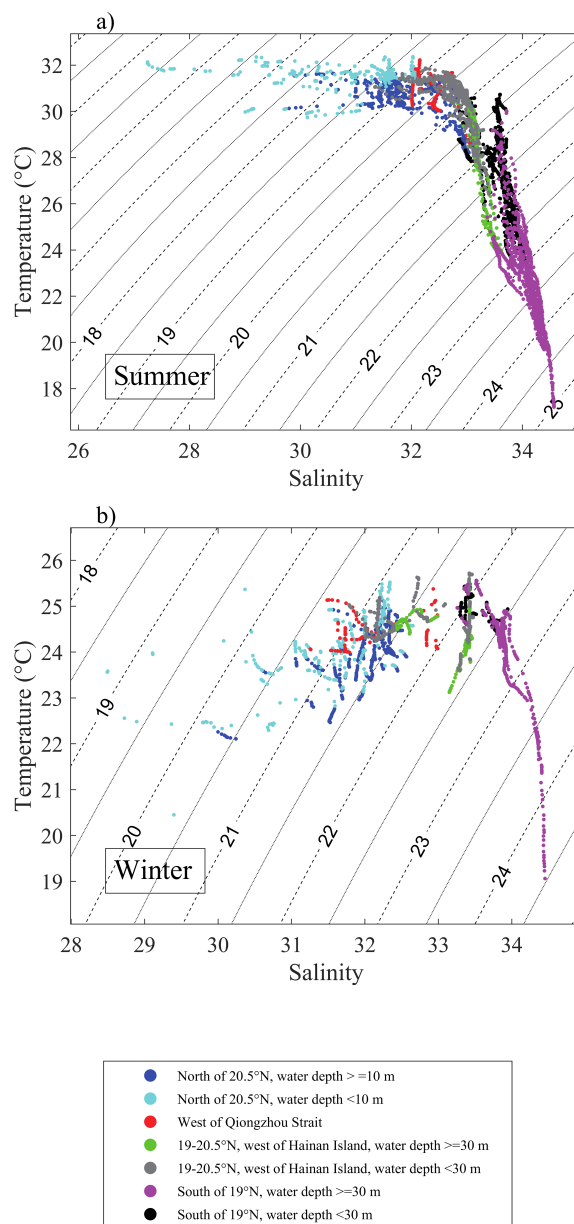 a)
32
30
28
26
24
22
20
18
Temperature (°C)
18
19
20
21
22
23
24
25
Summer
26
28
30
32
34
Salinity
b)
26
25
24
23
22
21
20
19
Temperature (°C)
18
19
20
21
22
23
24
Winter
28
29
30
31
32
33
34
Salinity
North of 20.5°N, water depth > =10 m
North of 20.5°N, water depth <10 m
West of Qiongzhou Strait
19-20.5°N, west of Hainan Island, water depth >=30 m
19-20.5°N, west of Hainan Island, water depth <30 m
South of 19°N, water depth >=30 m
South of 19°N, water depth <30 m